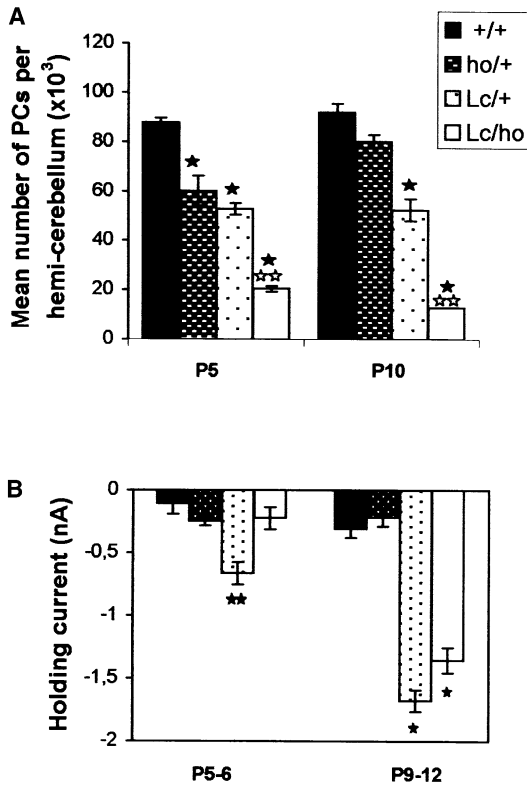 A
Mean number of PCs per
hemi-cerebellum (x10³)
120
100
80
60
40
20
0
P5
P10
+/+
ho/+
Lc/+
Lc/ho
B
Holding current (nA)
0
-0,5
-1
-1,5
-2
P5-6
P9-12